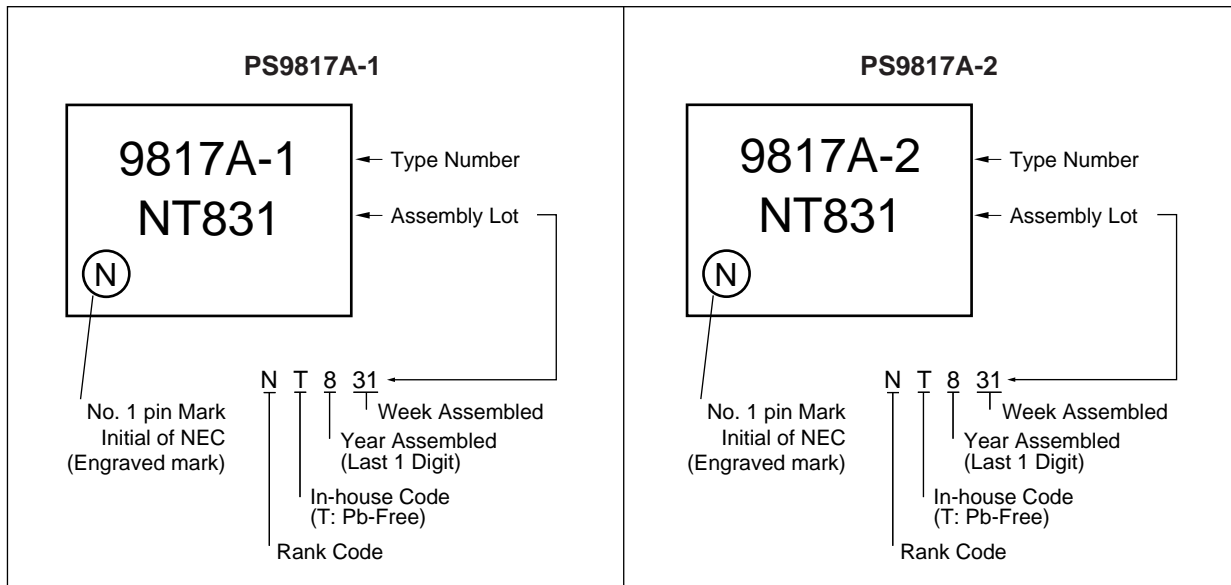 PS9817A-1
9817A-1
NT831
N
Type Number
Assembly Lot
N T 8 31
No. 1 pin Mark
Initial of NEC
(Engraved mark)
Week Assembled
Year Assembled
(Last 1 Digit)
In-house Code
(T: Pb-Free)
Rank Code
PS9817A-2
9817A-2
NT831
N
Type Number
Assembly Lot
N T 8 31
No. 1 pin Mark
Initial of NEC
(Engraved mark)
Week Assembled
Year Assembled
(Last 1 Digit)
In-house Code
(T: Pb-Free)
Rank Code